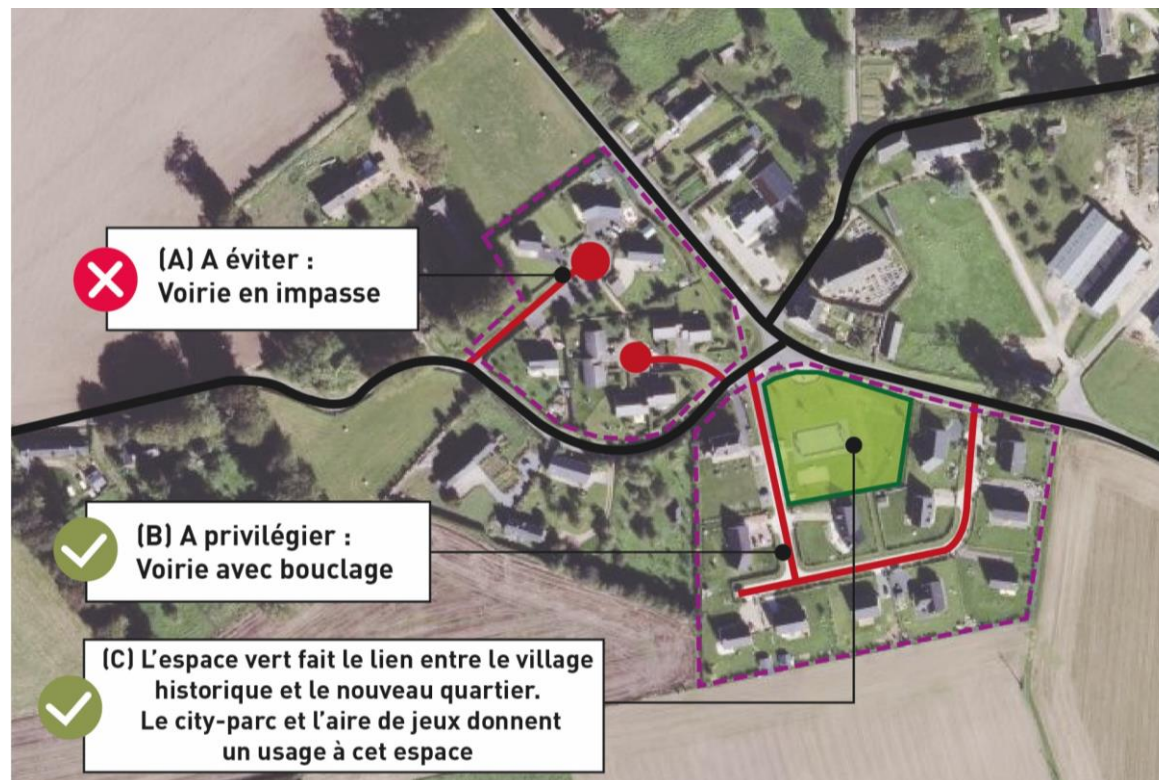 (A) A éviter :
Voirie en impasse
(B) A privilégier :
Voirie avec bouclage
(C) L'espace vert fait le lien entre le village
historique et le nouveau quartier.
Le city-parc et l'aire de jeux donnent
un usage à cet espace